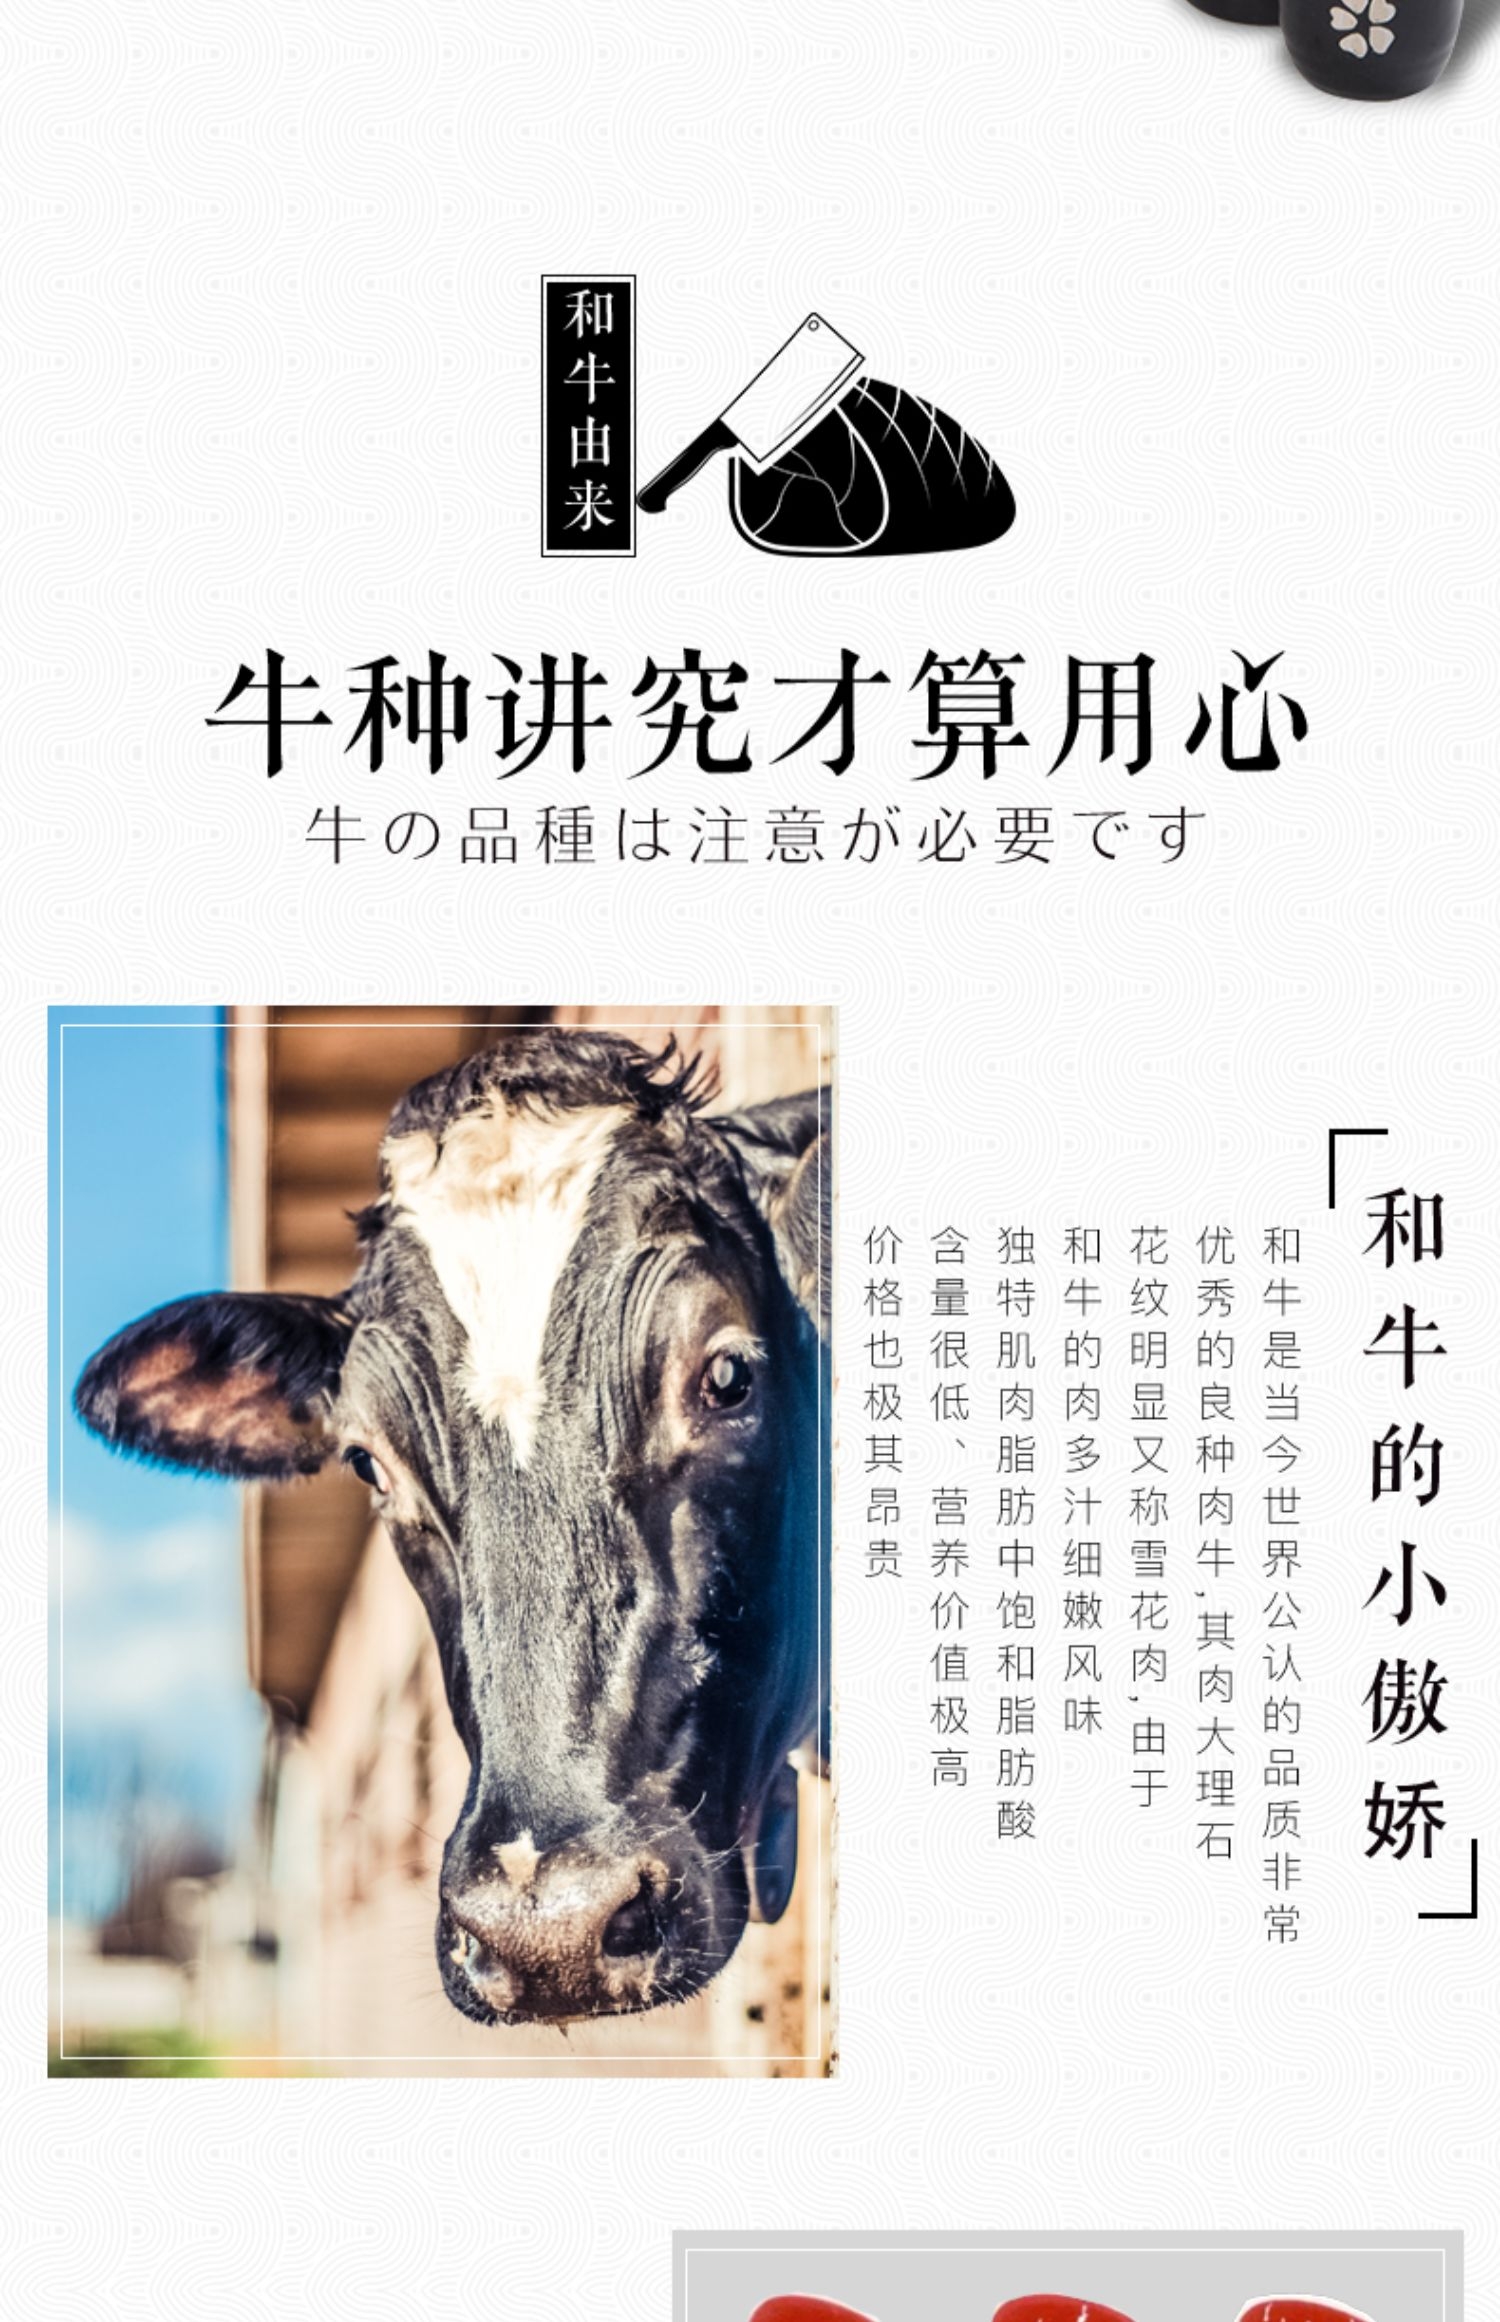 和牛由来
牛种讲究才算用心
牛の品種は注意が必要です
和牛的小傲娇
和牛是当今世界公认的品质非常
优秀的良种肉牛,其肉大理石
花纹明显又称雪花肉,由于
和牛的肉多汁细嫩风味
独特肌肉脂肪中饱和脂肪酸
含量很低、营养价值极高
价格也极其昂贵